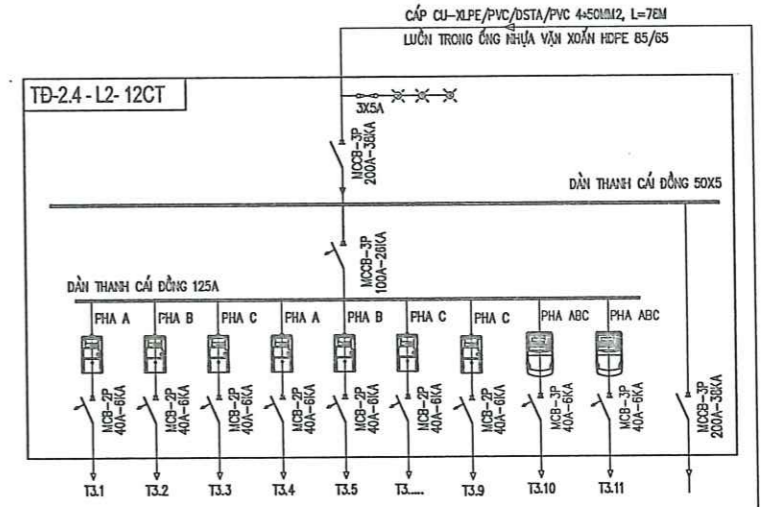 CÁP CU-XLPE/PVC/DSTA/PVC 4x50MM2, L=76M
LUỒN TRONG ỐNG NHỰA VẶN XOẮN HDPE 85/65
TĐ-2.4 - L2- 12CT
3X5A
MCCB-3P
200A-38KA
DÀN THANH CÁI ĐỒNG 50X5
MCCB-3P
100A-26KA
DÀN THANH CÁI ĐỒNG 125A
PHA A
PHA B
PHA C
PHA A
PHA B
PHA C
PHA C
PHA ABC
PHA ABC
MCB-2P
40A-6KA
MCB-2P
40A-6KA
MCB-2P
40A-6KA
MCB-2P
40A-6KA
MCB-2P
40A-6KA
MCB-2P
40A-6KA
MCB-2P
40A-6KA
MCB-3P
40A-6KA
MCB-3P
40A-6KA
MCCB-3P
200A-38KA
T3.1
T3.2
T3.3
T3.4
T3.5
T3.....
T3.9
T3.10
T3.11